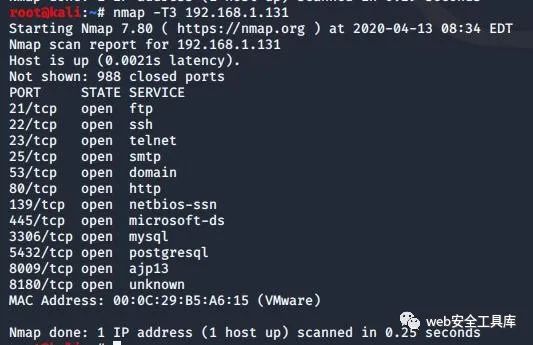 root@kali:~# nmap -T3 192.168.1.131
Starting Nmap 7.80 ( https://nmap.org ) at 2020-04-13 08:34 EDT
Nmap scan report for 192.168.1.131
Host is up (0.0021s latency).
Not shown: 988 closed ports
PORT     STATE SERVICE
21/tcp   open  ftp
22/tcp   open  ssh
23/tcp   open  telnet
25/tcp   open  smtp
53/tcp   open  domain
80/tcp   open  http
139/tcp  open  netbios-ssn
445/tcp  open  microsoft-ds
3306/tcp open  mysql
5432/tcp open  postgresql
8009/tcp open  ajp13
8180/tcp open  unknown
MAC Address: 00:0C:29:B5:A6:15 (VMware)
web安全工具库
Nmap done: 1 IP address (1 host up) scanned in 0.25 seconds